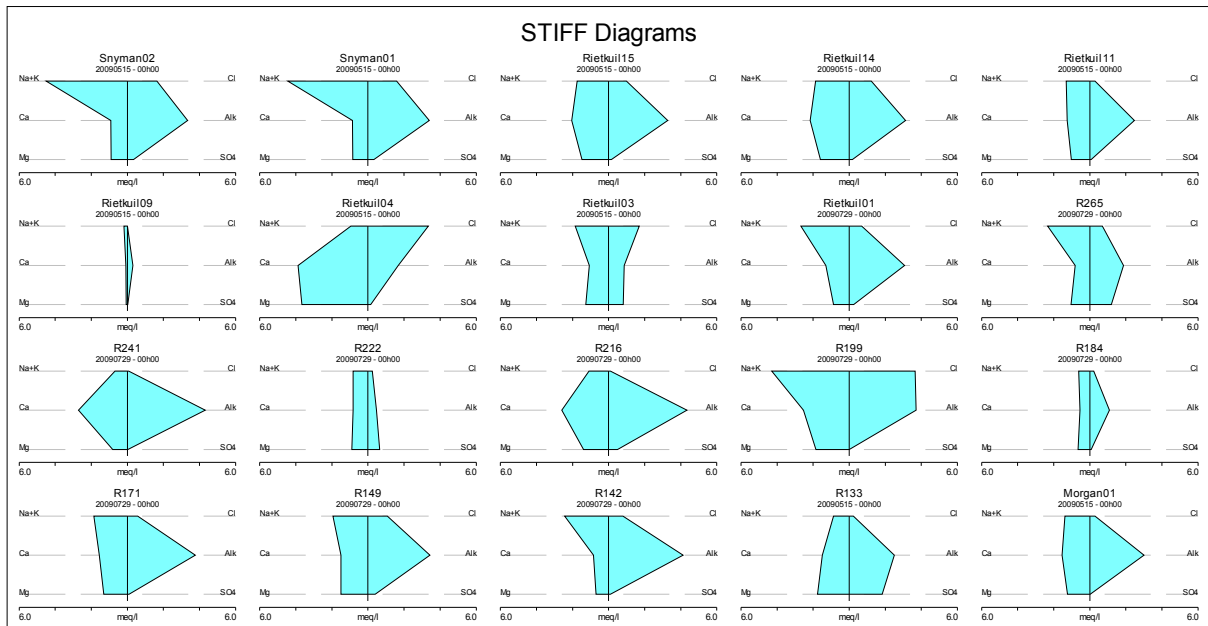 STIFF Diagrams
Snyman02 Snyman01 Rietkuil15 Rietkuil14 Rietkuil11
20090515 - 00h00 20090515 - 00h00 20090515 - 00h00 20090515 - 00h00 20090515 - 00h00
Na+K Cl Na+K Cl Na+K Cl Na+K Cl Na+K Cl
Ca Alk Ca Alk Ca Alk Ca Alk Ca Alk
Mg SO4 Mg SO4 Mg SO4 Mg SO4 Mg SO4
6.0 meq/l 6.0 6.0 meq/l 6.0 6.0 meq/l 6.0 6.0 meq/l 6.0 6.0 meq/l 6.0
Rietkuil09 Rietkuil04 Rietkuil03 Rietkuil01 R265
20090515 - 00h00 20090515 - 00h00 20090515 - 00h00 20090729 - 00h00 20090729 - 00h00
Na+K Cl Na+K Cl Na+K Cl Na+K Cl Na+K Cl
Ca Alk Ca Alk Ca Alk Ca Alk Ca Alk
Mg SO4 Mg SO4 Mg SO4 Mg SO4 Mg SO4
6.0 meq/l 6.0 6.0 meq/l 6.0 6.0 meq/l 6.0 6.0 meq/l 6.0 6.0 meq/l 6.0
R241 R222 R216 R199 R184
20090729 - 00h00 20090729 - 00h00 20090729 - 00h00 20090729 - 00h00 20090729 - 00h00
Na+K Cl Na+K Cl Na+K Cl Na+K Cl Na+K Cl
Ca Alk Ca Alk Ca Alk Ca Alk Ca Alk
Mg SO4 Mg SO4 Mg SO4 Mg SO4 Mg SO4
6.0 meq/l 6.0 6.0 meq/l 6.0 6.0 meq/l 6.0 6.0 meq/l 6.0 6.0 meq/l 6.0
R171 R149 R142 R133 Morgan01
20090729 - 00h00 20090729 - 00h00 20090729 - 00h00 20090515 - 00h00 20090515 - 00h00
Na+K Cl Na+K Cl Na+K Cl Na+K Cl Na+K Cl
Ca Alk Ca Alk Ca Alk Ca Alk Ca Alk
Mg SO4 Mg SO4 Mg SO4 Mg SO4 Mg SO4
6.0 meq/l 6.0 6.0 meq/l 6.0 6.0 meq/l 6.0 6.0 meq/l 6.0 6.0 meq/l 6.0